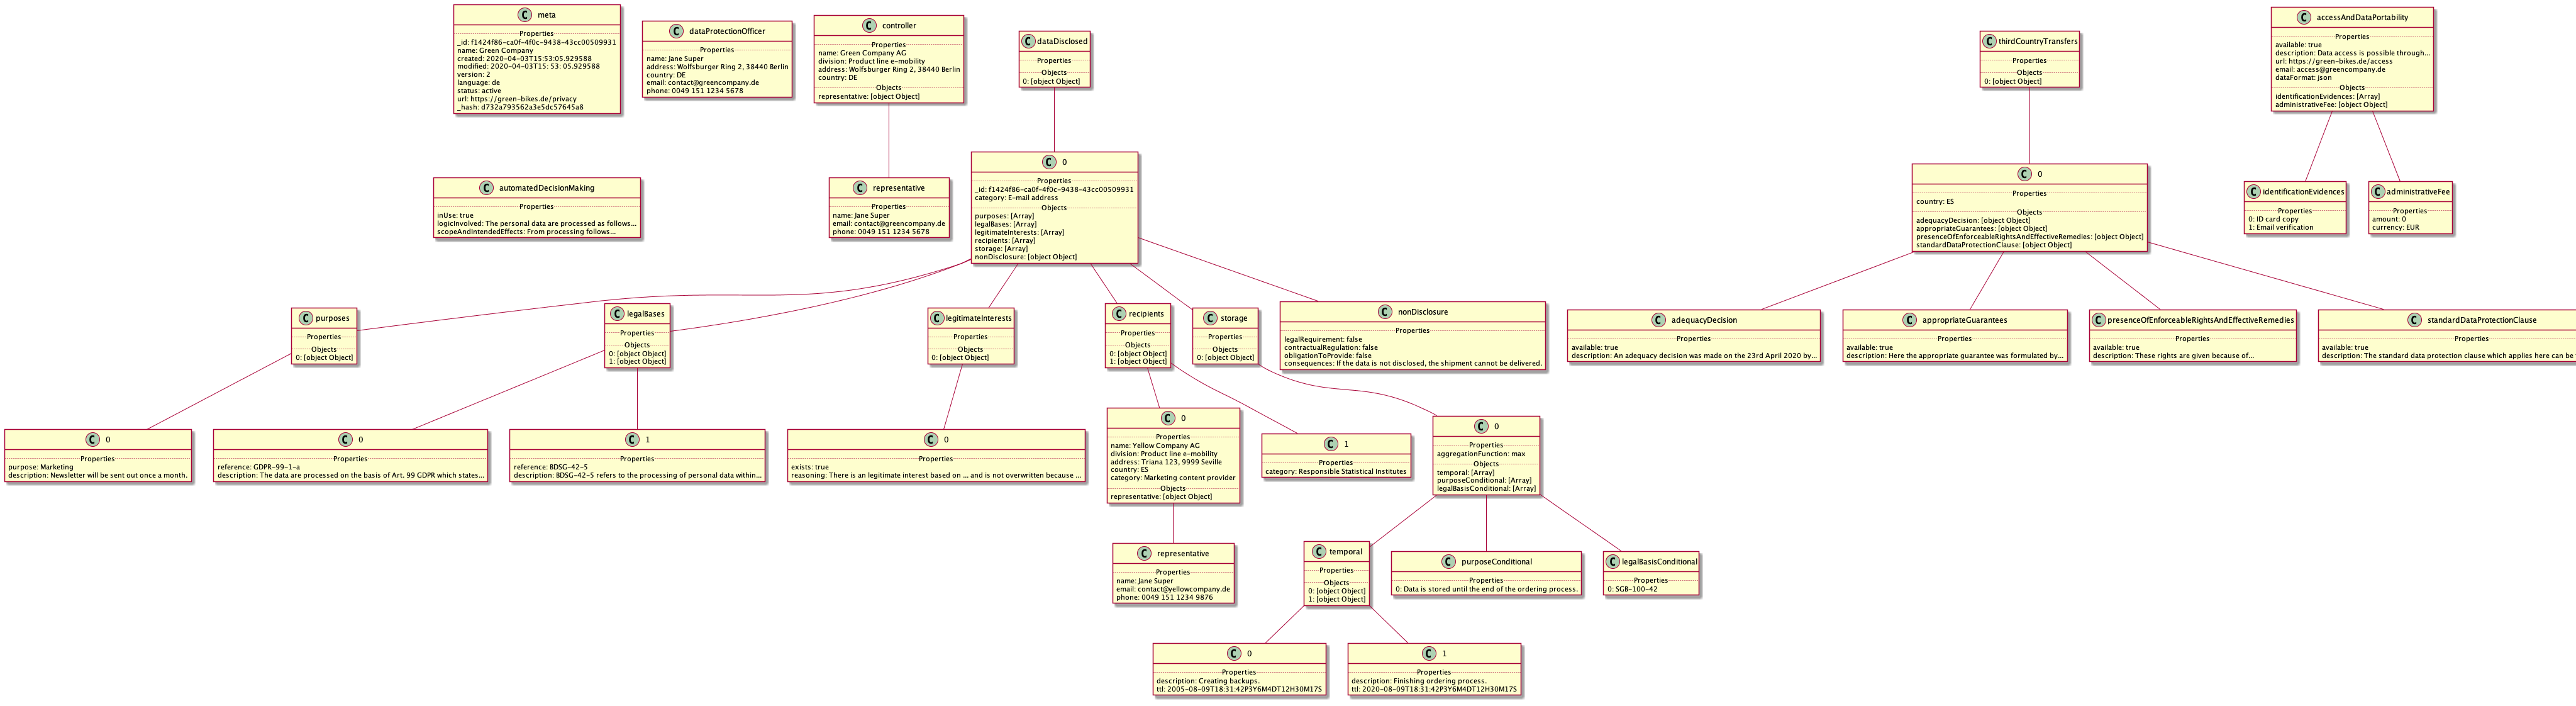 C meta
Properties
_id: f1424f86-ca0f-4f0c-9438-43cc00509931
name: Green Company
created: 2020-04-03T15:53:05.929588
modified: 2020-04-03T15: 53: 05.929588
version: 2
language: de
status: active
url: https://green-bikes.de/privacy
_hash: d732a793562a3e5dc57645a8
C dataProtectionOfficer
Properties
name: Jane Super
address: Wolfsburger Ring 2, 38440 Berlin
country: DE
email: contact@greencompany.de
phone: 0049 151 1234 5678
C controller
Properties
name: Green Company AG
division: Product line e-mobility
address: Wolfsburger Ring 2, 38440 Berlin
country: DE
Objects
representative: [object Object]
C dataDisclosed
Properties
Objects
0: [object Object]
C thirdCountryTransfers
Properties
Objects
0: [object Object]
C accessAndDataPortability
Properties
available: true
description: Data access is possible through...
url: https://green-bikes.de/access
email: access@greencompany.de
dataFormat: json
Objects
identificationEvidences: [Array]
administrativeFee: [object Object]
C automatedDecisionMaking
Properties
inUse: true
logicInvolved: The personal data are processed as follows...
scopeAndIntendedEffects: From processing follows...
C representative
Properties
name: Jane Super
email: contact@greencompany.de
phone: 0049 151 1234 5678
C 0
Properties
_id: f1424f86-ca0f-4f0c-9438-43cc00509931
category: E-mail address
Objects
purposes: [Array]
legalBases: [Array]
legitimateInterests: [Array]
recipients: [Array]
storage: [Array]
nonDisclosure: [object Object]
C 0
Properties
country: ES
Objects
adequacyDecision: [object Object]
appropriateGuarantees: [object Object]
presenceOfEnforceableRightsAndEffectiveRemedies: [object Object]
standardDataProtectionClause: [object Object]
C identificationEvidences
Properties
0: ID card copy
1: Email verification
C administrativeFee
Properties
amount: 0
currency: EUR
C purposes
Properties
Objects
0: [object Object]
C legalBases
Properties
Objects
0: [object Object]
1: [object Object]
C legitimateInterests
Properties
Objects
0: [object Object]
C recipients
Properties
Objects
0: [object Object]
1: [object Object]
C storage
Properties
Objects
0: [object Object]
C nonDisclosure
Properties
legalRequirement: false
contractualRegulation: false
obligationToProvide: false
consequences: If the data is not disclosed, the shipment cannot be delivered.
C adequacyDecision
Properties
available: true
description: An adequacy decision was made on the 23rd April 2020 by...
C appropriateGuarantees
Properties
available: true
description: Here the appropriate guarantee was formulated by...
C presenceOfEnforceableRightsAndEffectiveRemedies
Properties
available: true
description: These rights are given because of...
C standardDataProtectionClause
Properties
available: true
description: The standard data protection clause which applies here can be
C 0
Properties
purpose: Marketing
description: Newsletter will be sent out once a month.
C 0
Properties
reference: GDPR-99-1-a
description: The data are processed on the basis of Art. 99 GDPR which states...
C 1
Properties
reference: BDSG-42-5
description: BDSG-42-5 refers to the processing of personal data within...
C 0
Properties
exists: true
reasoning: There is an legitimate interest based on ... and is not overwritten because ...
C 0
Properties
name: Yellow Company AG
division: Product line e-mobility
address: Triana 123, 9999 Seville
country: ES
category: Marketing content provider
Objects
representative: [object Object]
C 1
Properties
category: Responsible Statistical Institutes
C 0
Properties
aggregationFunction: max
Objects
temporal: [Array]
purposeConditional: [Array]
legalBasisConditional: [Array]
C representative
Properties
name: Jane Super
email: contact@yellowcompany.de
phone: 0049 151 1234 9876
C temporal
Properties
Objects
0: [object Object]
1: [object Object]
C purposeConditional
Properties
0: Data is stored until the end of the ordering process.
C legalBasisConditional
Properties
0: SGB-100-42
C 0
Properties
description: Creating backups.
ttl: 2005-08-09T18:31:42P3Y6M4DT12H30M17S
C 1
Properties
description: Finishing ordering process.
ttl: 2020-08-09T18:31:42P3Y6M4DT12H30M17S